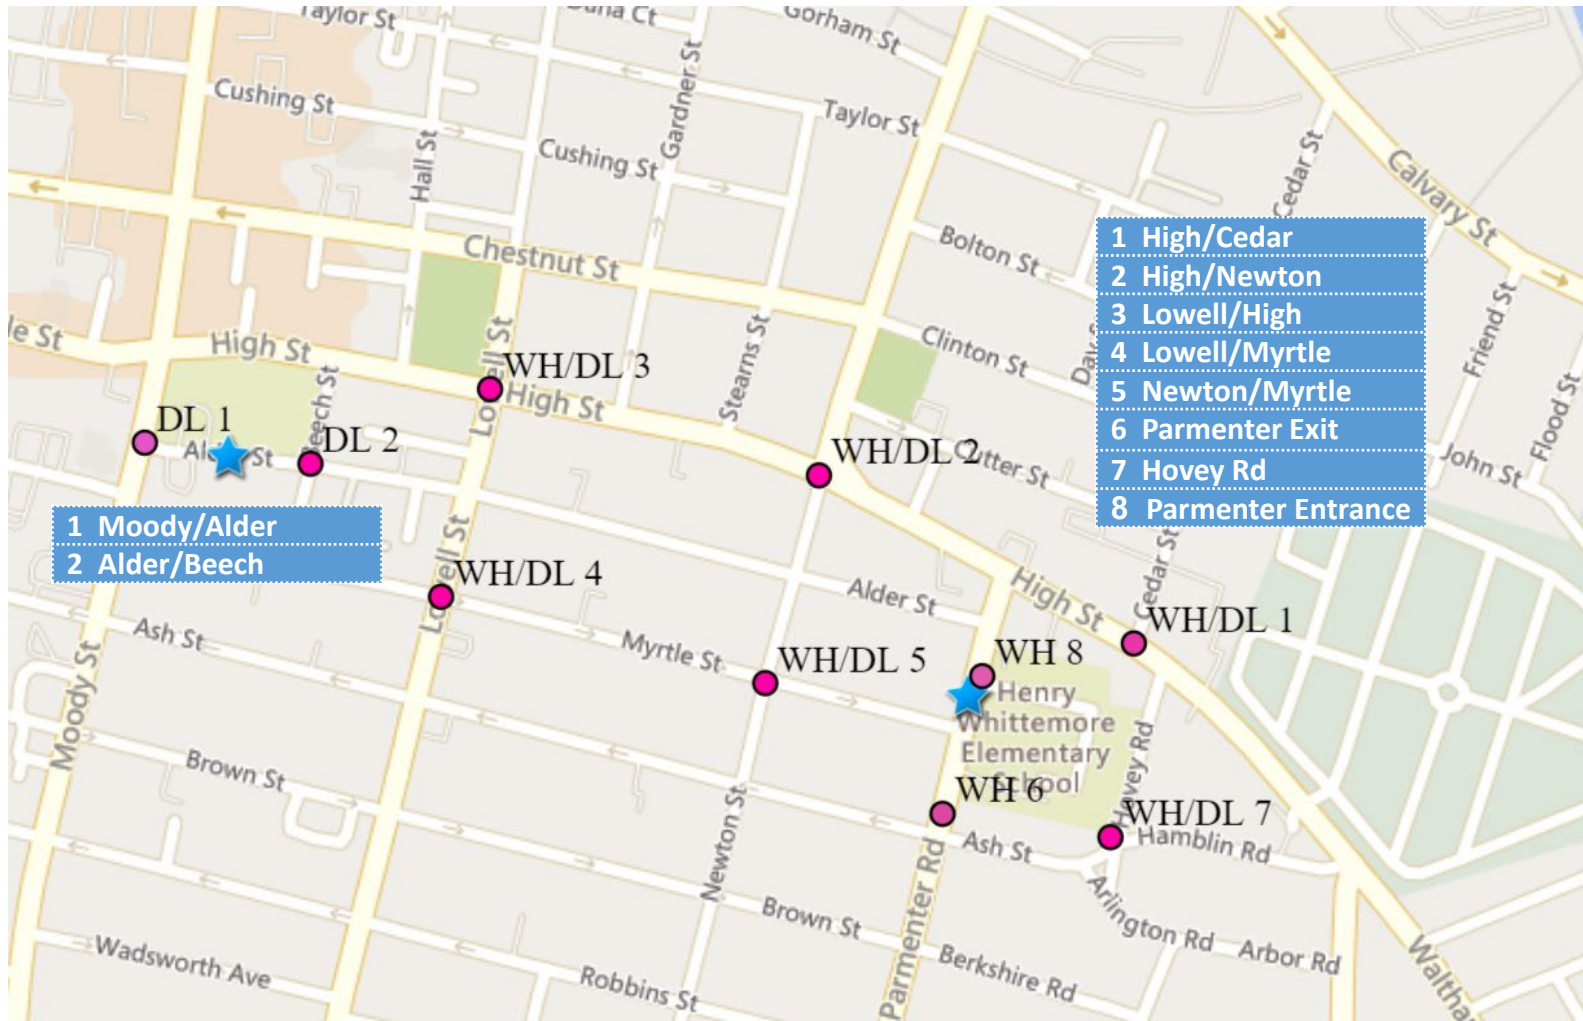 Taylor St
Dana Ct
Gorham St
Cushing St
Hall St
Gardner St
Taylor St
Cushing St
Cedar St
Calvary St
Chestnut St
Bolton St
1 High/Cedar
2 High/Newton
3 Lowell/High
4 Lowell/Myrtle
5 Newton/Myrtle
6 Parmenter Exit
7 Hovey Rd
8 Parmenter Entrance
le St
High St
Lowell St
WH/DL 3
High St
Stearns St
Clinton St
Friend St
Flood St
DL 1
Beech St
DL 2
WH/DL 2
Cutter St
John St
1 Moody/Alder
2 Alder/Beech
Lowell St
WH/DL 4
Alder St
High St
Cedar St
WH/DL 1
Ash St
Moody St
Myrtle St
WH/DL 5
WH 8
Henry
Whittemore
Elementary
School
Brown St
Newton St
WH 6
Hovey Rd
WH/DL 7
Ash St
Hamblin Rd
Parmenter Rd
Brown St
Arlington Rd
Arbor Rd
Wadsworth Ave
Robbins St
Berkshire Rd
Waltha